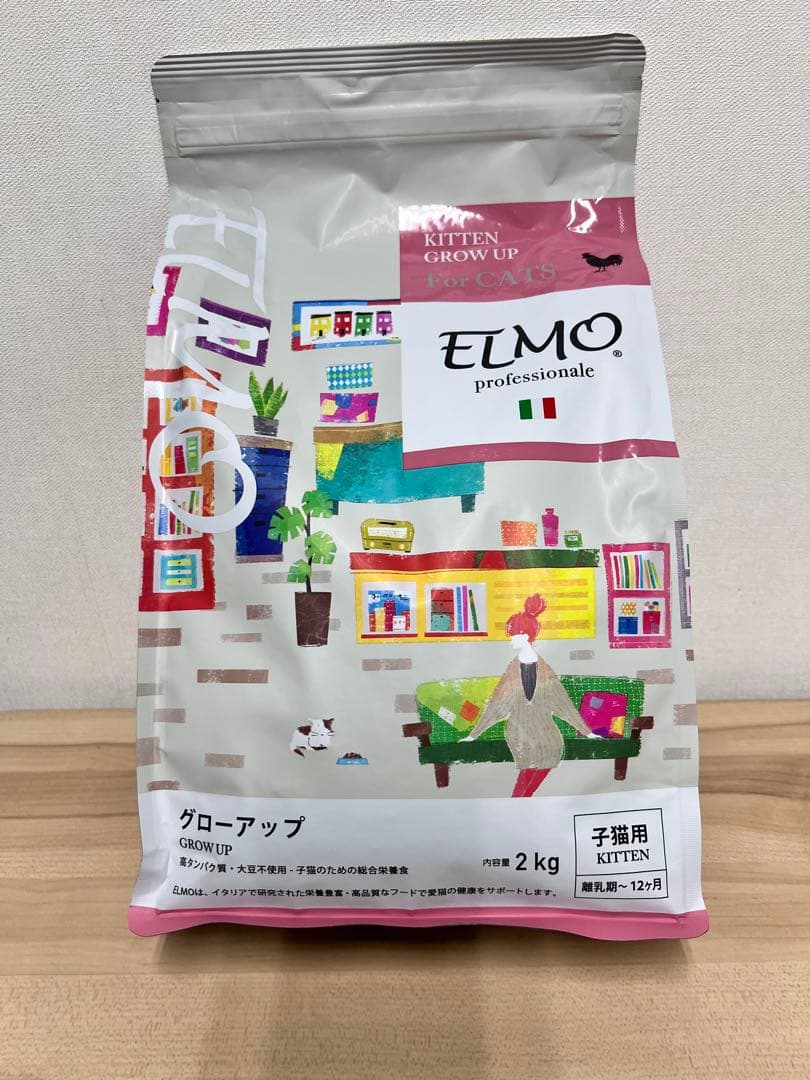 ELMO
KITTEN
GROW UP
For CATS
ELMO®
professionale
グローアップ
GROW UP
高タンパク質・大豆不使用 - 子猫のための総合栄養食
ELMOは、イタリアで研究された栄養豊富・高品質なフードで愛猫の健康をサポートします。
内容量 2 kg
子猫用
KITTEN
離乳期〜12ヶ月